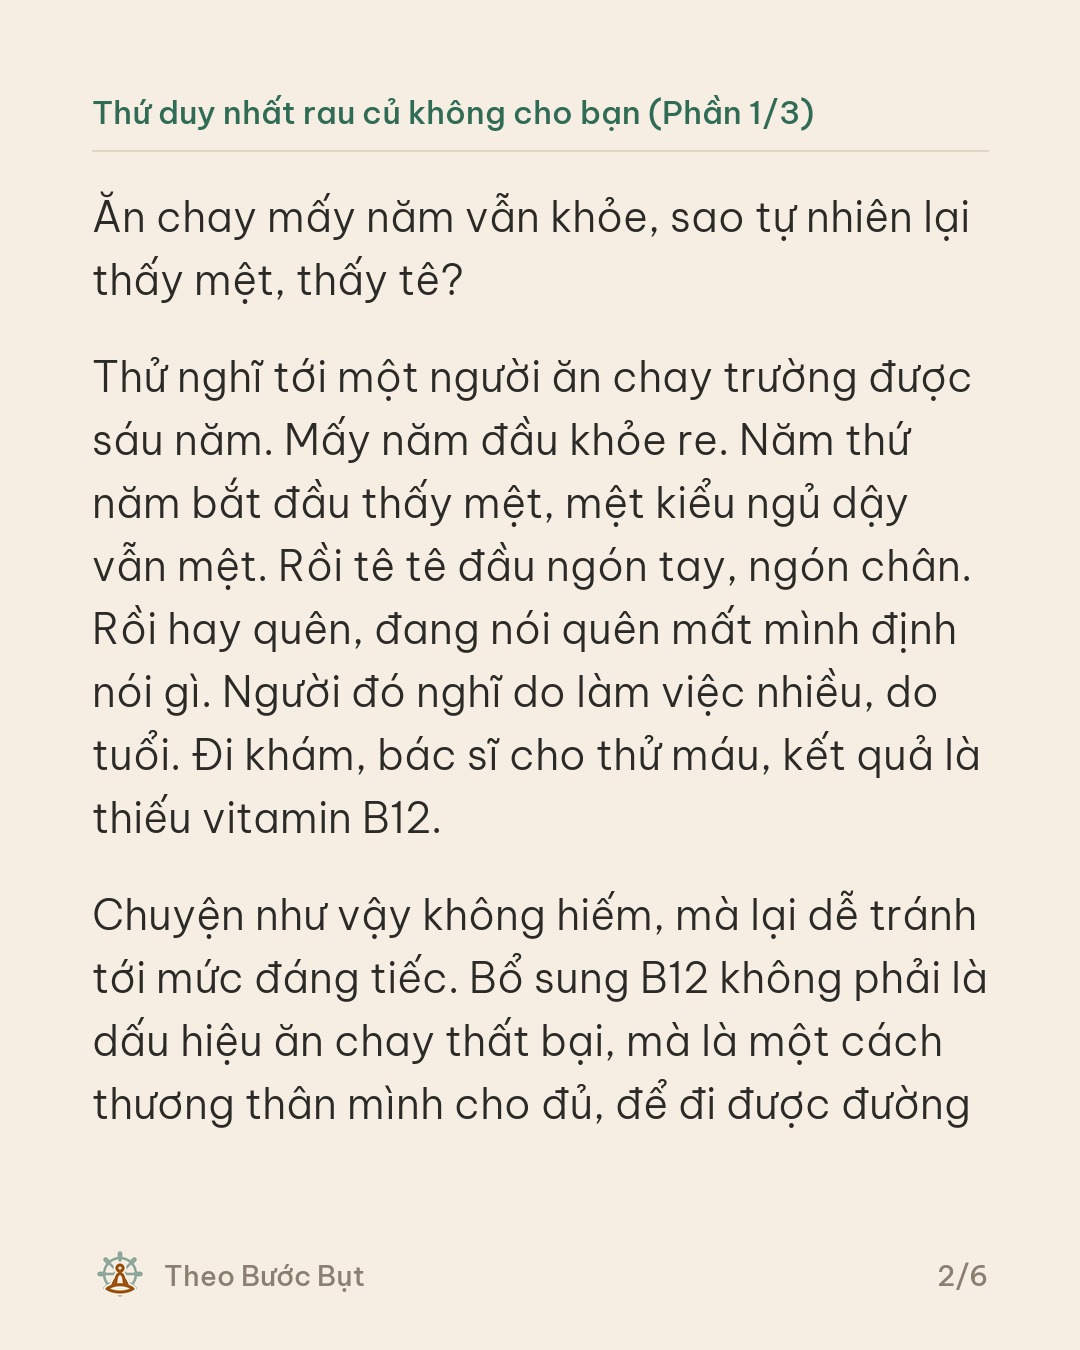 Thứ duy nhất rau củ không cho bạn (Phần 1/3)
Ăn chay mấy năm vẫn khỏe, sao tự nhiên lại
thấy mệt, thấy tê?
Thử nghĩ tới một người ăn chay trường được
sáu năm. Mấy năm đầu khỏe re. Năm thứ
năm bắt đầu thấy mệt, mệt kiểu ngủ dậy
vẫn mệt. Rồi tê tê đầu ngón tay, ngón chân.
Rồi hay quên, đang nói quên mất mình định
nói gì. Người đó nghĩ do làm việc nhiều, do
tuổi. Đi khám, bác sĩ cho thử máu, kết quả là
thiếu vitamin B12.
Chuyện như vậy không hiếm, mà lại dễ tránh
tới mức đáng tiếc. Bổ sung B12 không phải là
dấu hiệu ăn chay thất bại, mà là một cách
thương thân mình cho đủ, để đi được đường
Theo Bước Bụt
2/6